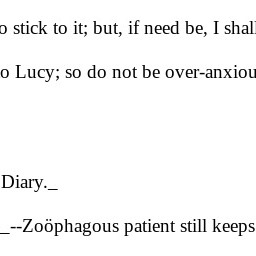 o stick to it; but, if need be, I shall
o Lucy; so do not be over-anxiou
Diary._
_--Zoöphagous patient still keeps